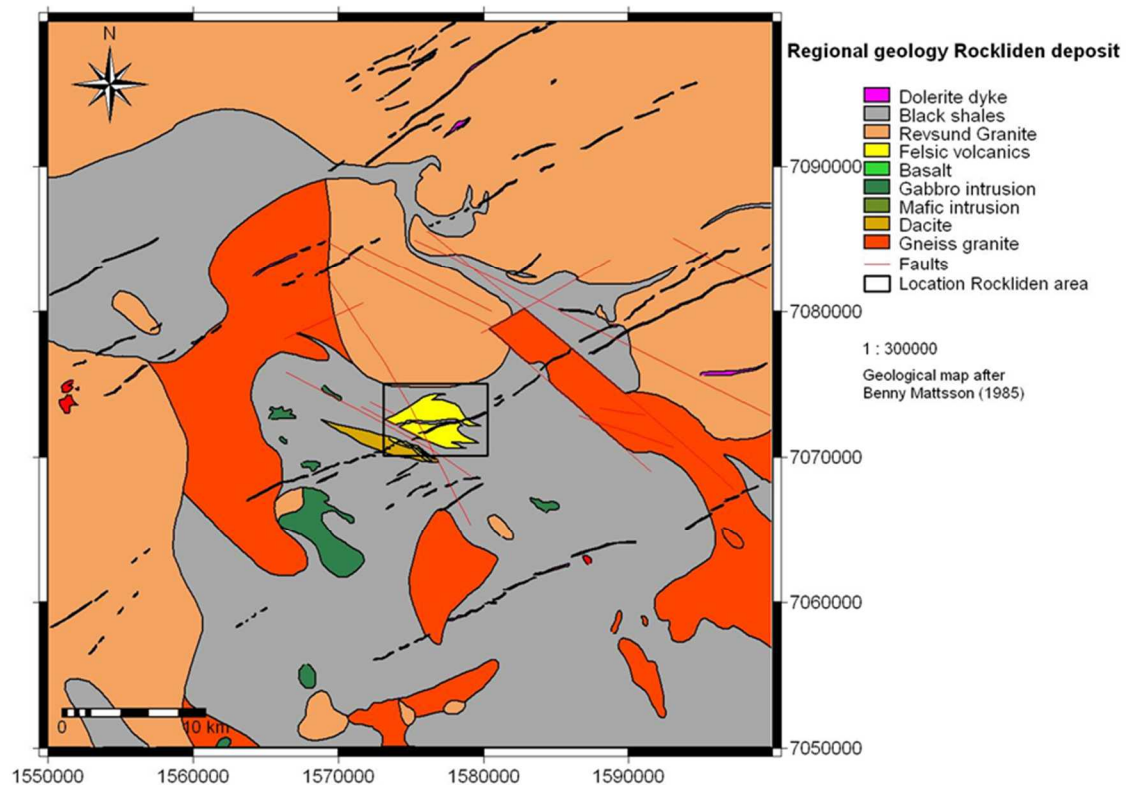 N
Regional geology Rockliden deposit
Dolerite dyke
Black shales
Revsund Granite
Felsic volcanics
Basalt
Gabbro intrusion
Mafic intrusion
Dacite
Gneiss granite
Faults
Location Rockliden area
1 : 300000
Geological map after
Benny Mattsson (1985)
7090000
7080000
7070000
7060000
7050000
0 10 km
1550000 1560000 1570000 1580000 1590000